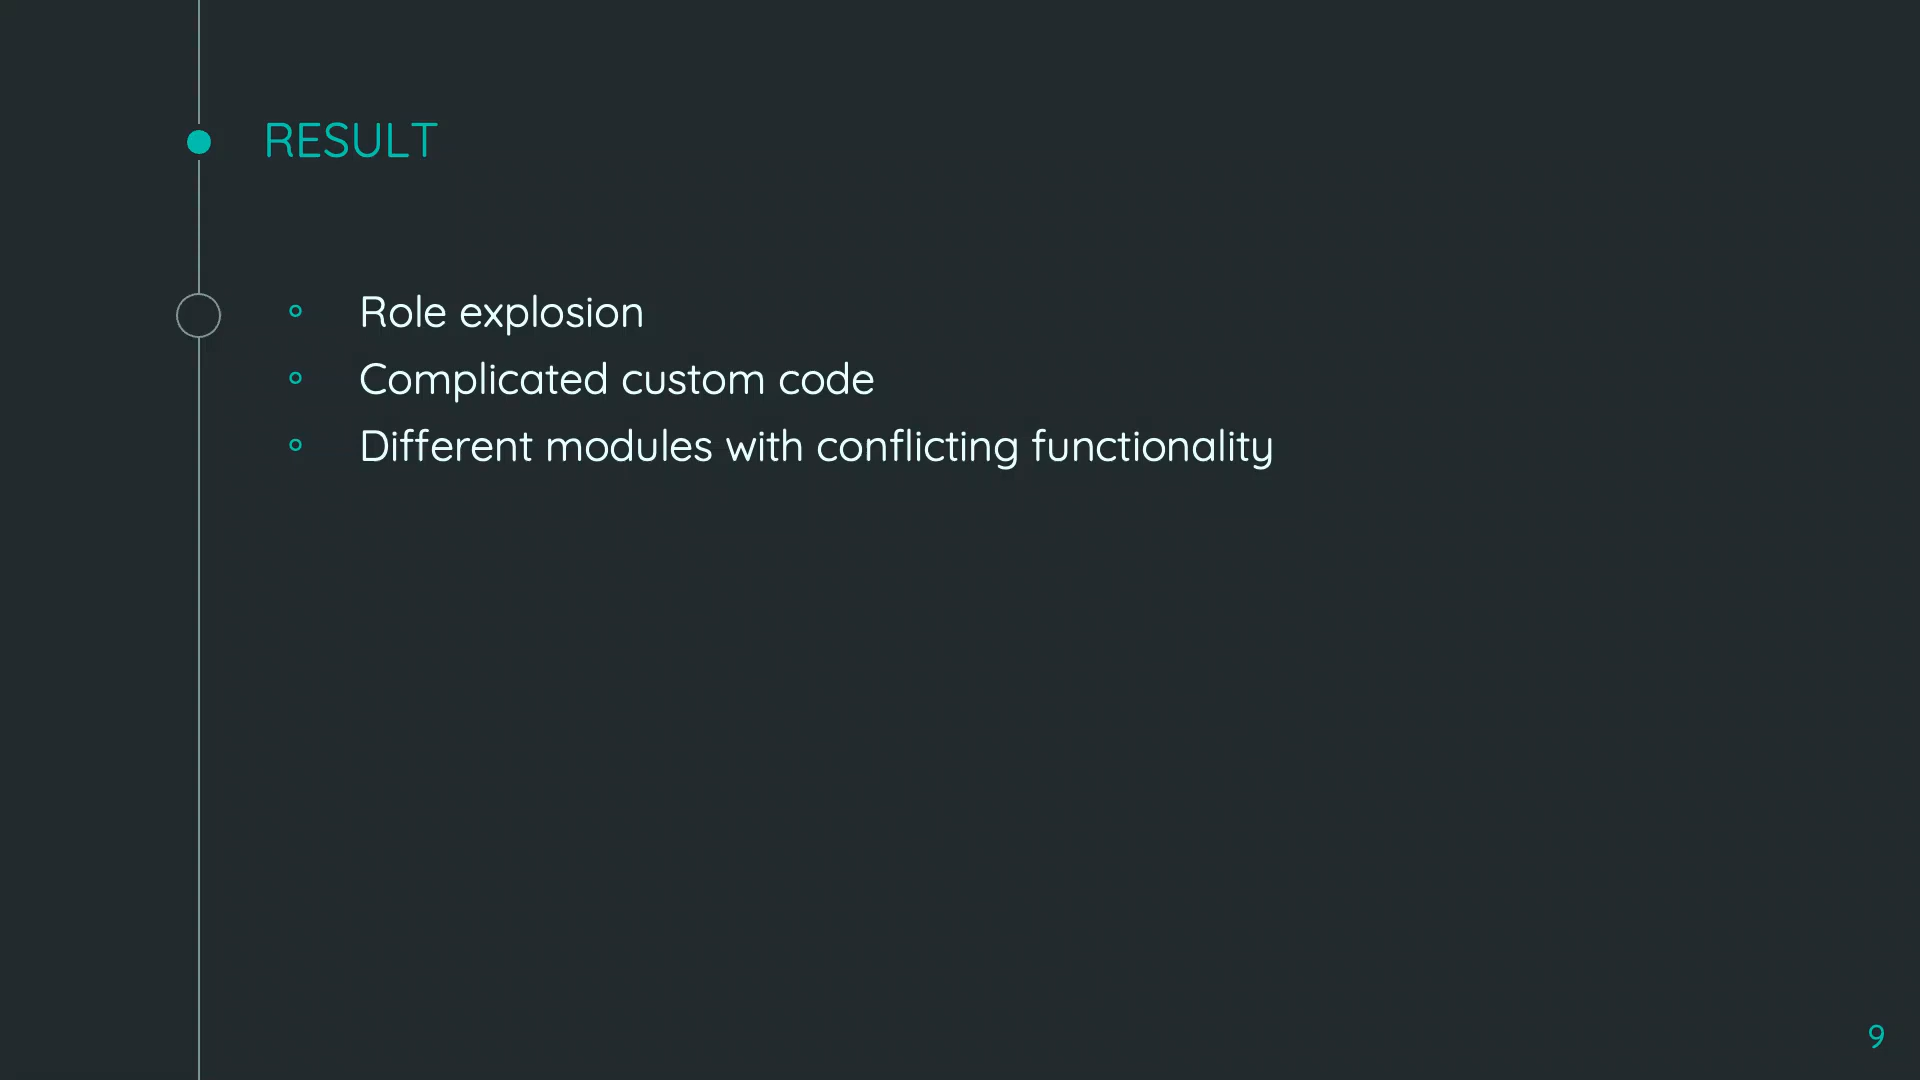 RESULT
Role explosion
Complicated custom code
Different modules with conflicting functionality
9